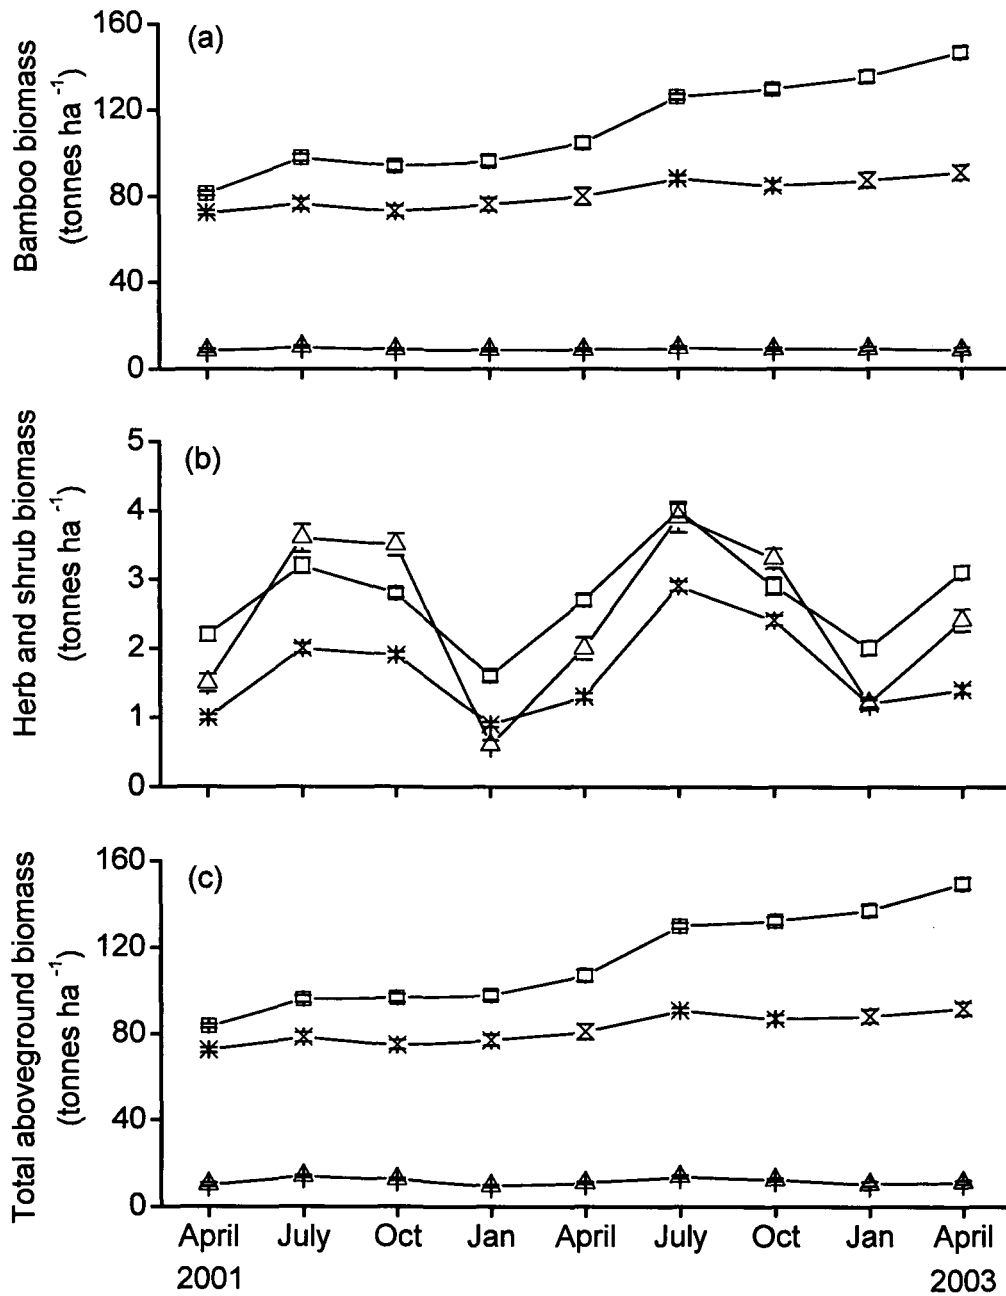 (a)
Bamboo biomass
(tonnes ha⁻¹)
160
120
80
40
0
(b)
Herb and shrub biomass
(tonnes ha⁻¹)
5
4
3
2
1
0
(c)
Total aboveground biomass
(tonnes ha⁻¹)
160
120
80
40
0
April July Oct Jan April July Oct Jan April
2001 2003